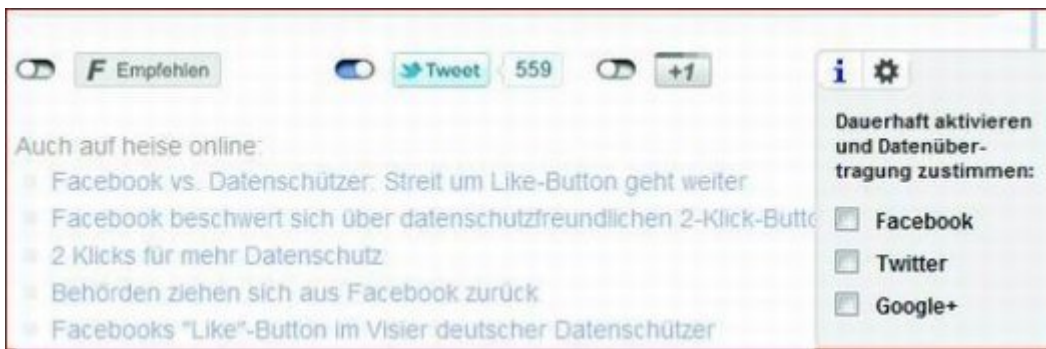 F Empfehlen
Tweet 559
+1
i
Dauerhaft aktivieren
und Datenüber-
tragung zustimmen:
Facebook
Twitter
Google+
Auch auf heise online:
Facebook vs. Datenschützer: Streit um Like-Button geht weiter
Facebook beschwert sich über datenschutzfreundlichen 2-Klick-Butto
2 Klicks für mehr Datenschutz
Behörden ziehen sich aus Facebook zurück
Facebooks "Like"-Button im Visier deutscher Datenschützer